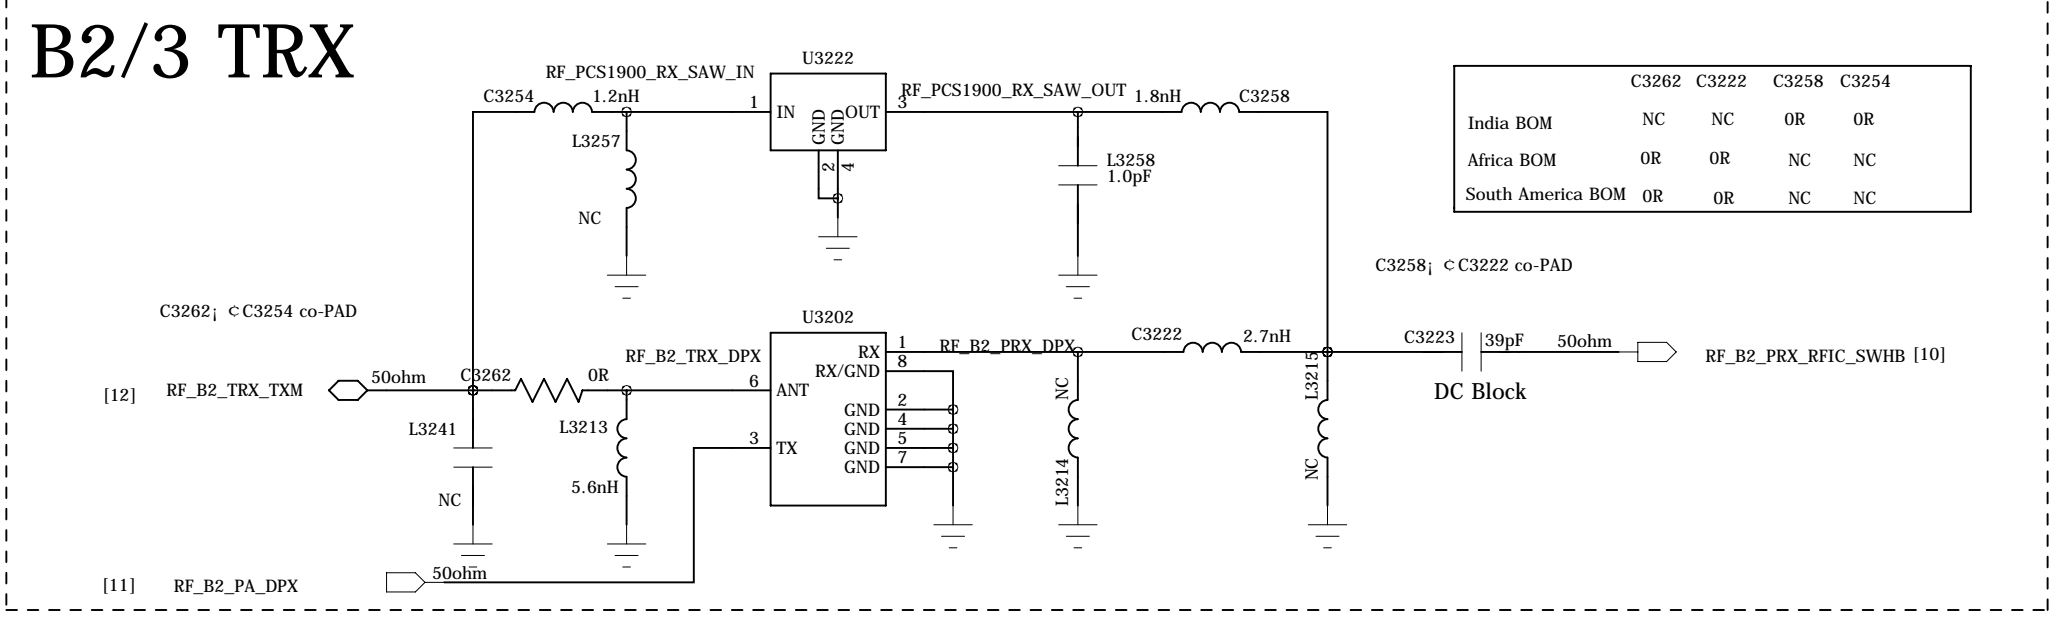 B2/3 TRX
U3222
RF_PCS1900_RX_SAW_IN
RF_PCS1900_RX_SAW_OUT
C3254
1.2nH
1
IN
OUT
3
1.8nH
C3258
GND
GND
2
4
L3257
NC
L3258
1.0pF
C3262 C3222 C3258 C3254
India BOM NC NC 0R 0R
Africa BOM 0R 0R NC NC
South America BOM 0R 0R NC NC
C3258¡ ¢C3222 co-PAD
C3262¡ ¢C3254 co-PAD
U3202
RF_B2_TRX_DPX
RX
1
RF_B2_PRX_DPX
C3222
2.7nH
C3223
39pF
50ohm
RF_B2_PRX_RFIC_SWHB [10]
DC Block
RX/GND
8
[12]
RF_B2_TRX_TXM
50ohm
C3262
0R
6
ANT
GND
2
GND
4
GND
5
GND
7
3
TX
L3241
NC
L3213
5.6nH
NC
L3214
L3215
NC
[11]
RF_B2_PA_DPX
50ohm